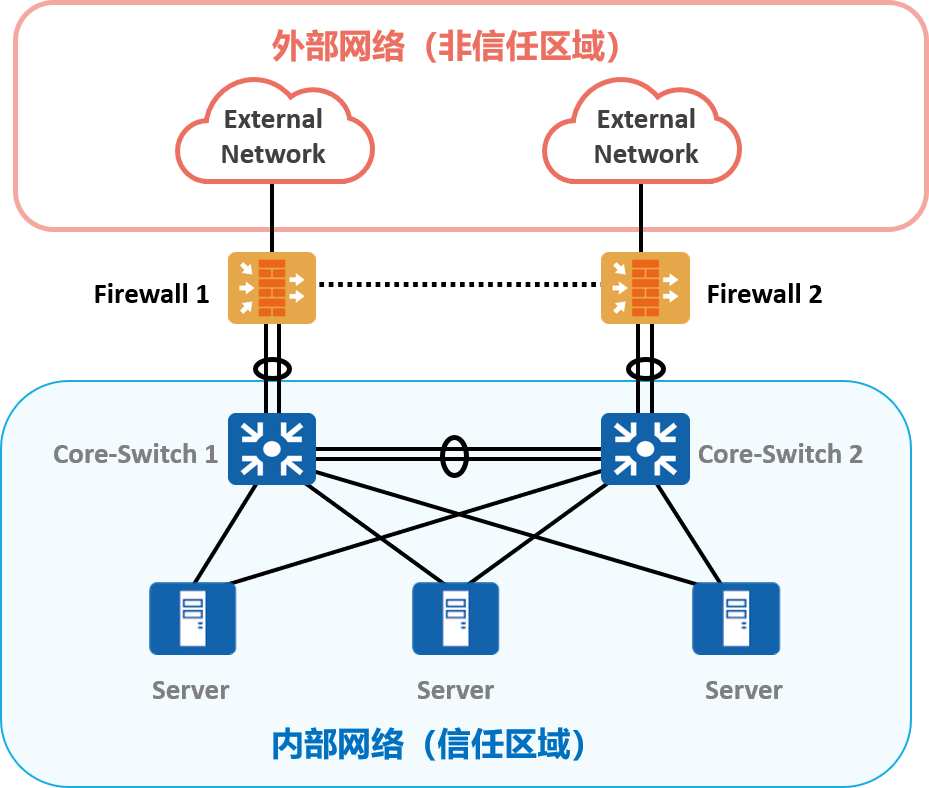 外部网络（非信任区域）
External
Network
External
Network
Firewall 1
Firewall 2
Core-Switch 1
Core-Switch 2
Server
Server
Server
内部网络（信任区域）